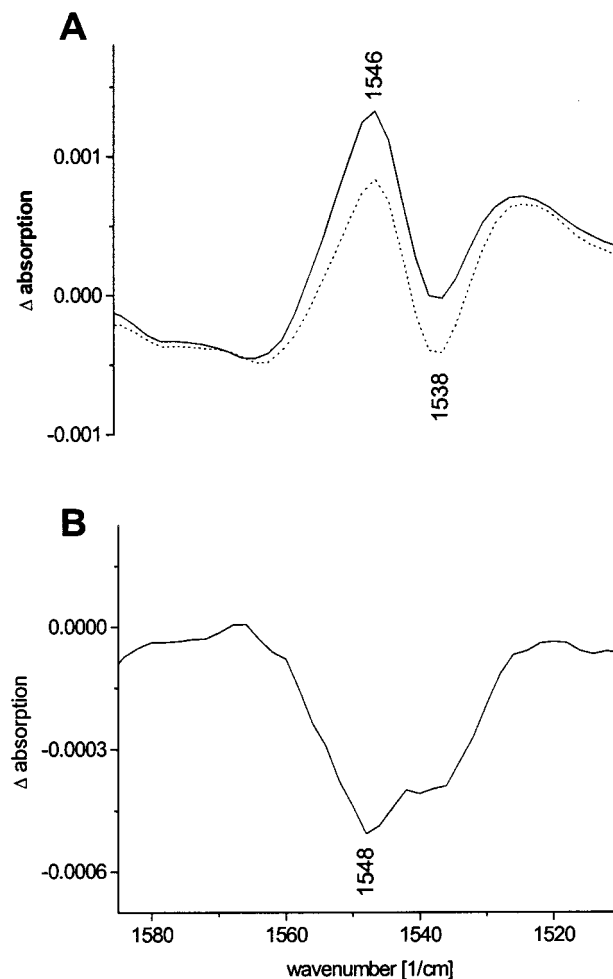 A
1546
0.001
0.000
-0.001
Δ absorption
1538
B
0.0000
-0.0003
-0.0006
Δ absorption
1548
1580 1560 1540 1520
wavenumber [1/cm]